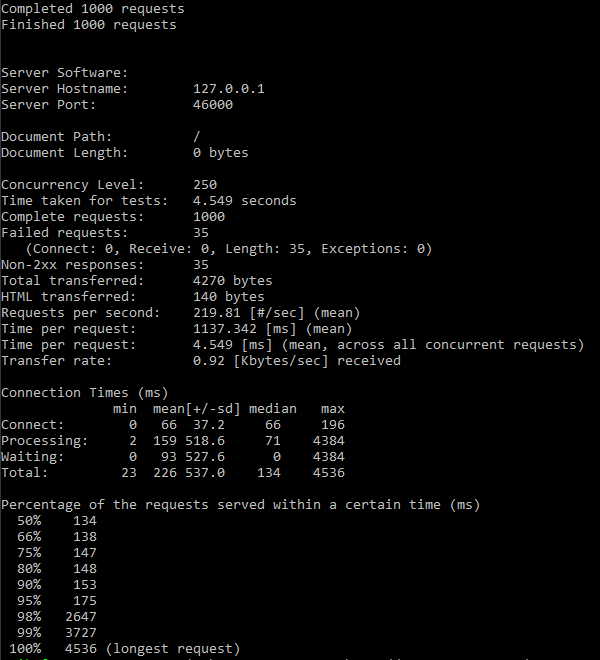 Completed 1000 requests
Finished 1000 requests
Server Software:
Server Hostname: 127.0.0.1
Server Port: 46000
Document Path: /
Document Length: 0 bytes
Concurrency Level: 250
Time taken for tests: 4.549 seconds
Complete requests: 1000
Failed requests: 35
(Connect: 0, Receive: 0, Length: 35, Exceptions: 0)
Non-2xx responses: 35
Total transferred: 4270 bytes
HTML transferred: 140 bytes
Requests per second: 219.81 [#/sec] (mean)
Time per request: 1137.342 [ms] (mean)
Time per request: 4.549 [ms] (mean, across all concurrent requests)
Transfer rate: 0.92 [Kbytes/sec] received
Connection Times (ms)
min mean[+/-sd] median max
Connect: 0 66 37.2 66 196
Processing: 2 159 518.6 71 4384
Waiting: 0 93 527.6 0 4384
Total: 23 226 537.0 134 4536
Percentage of the requests served within a certain time (ms)
50% 134
66% 138
75% 147
80% 148
90% 153
95% 175
98% 2647
99% 3727
100% 4536 (longest request)